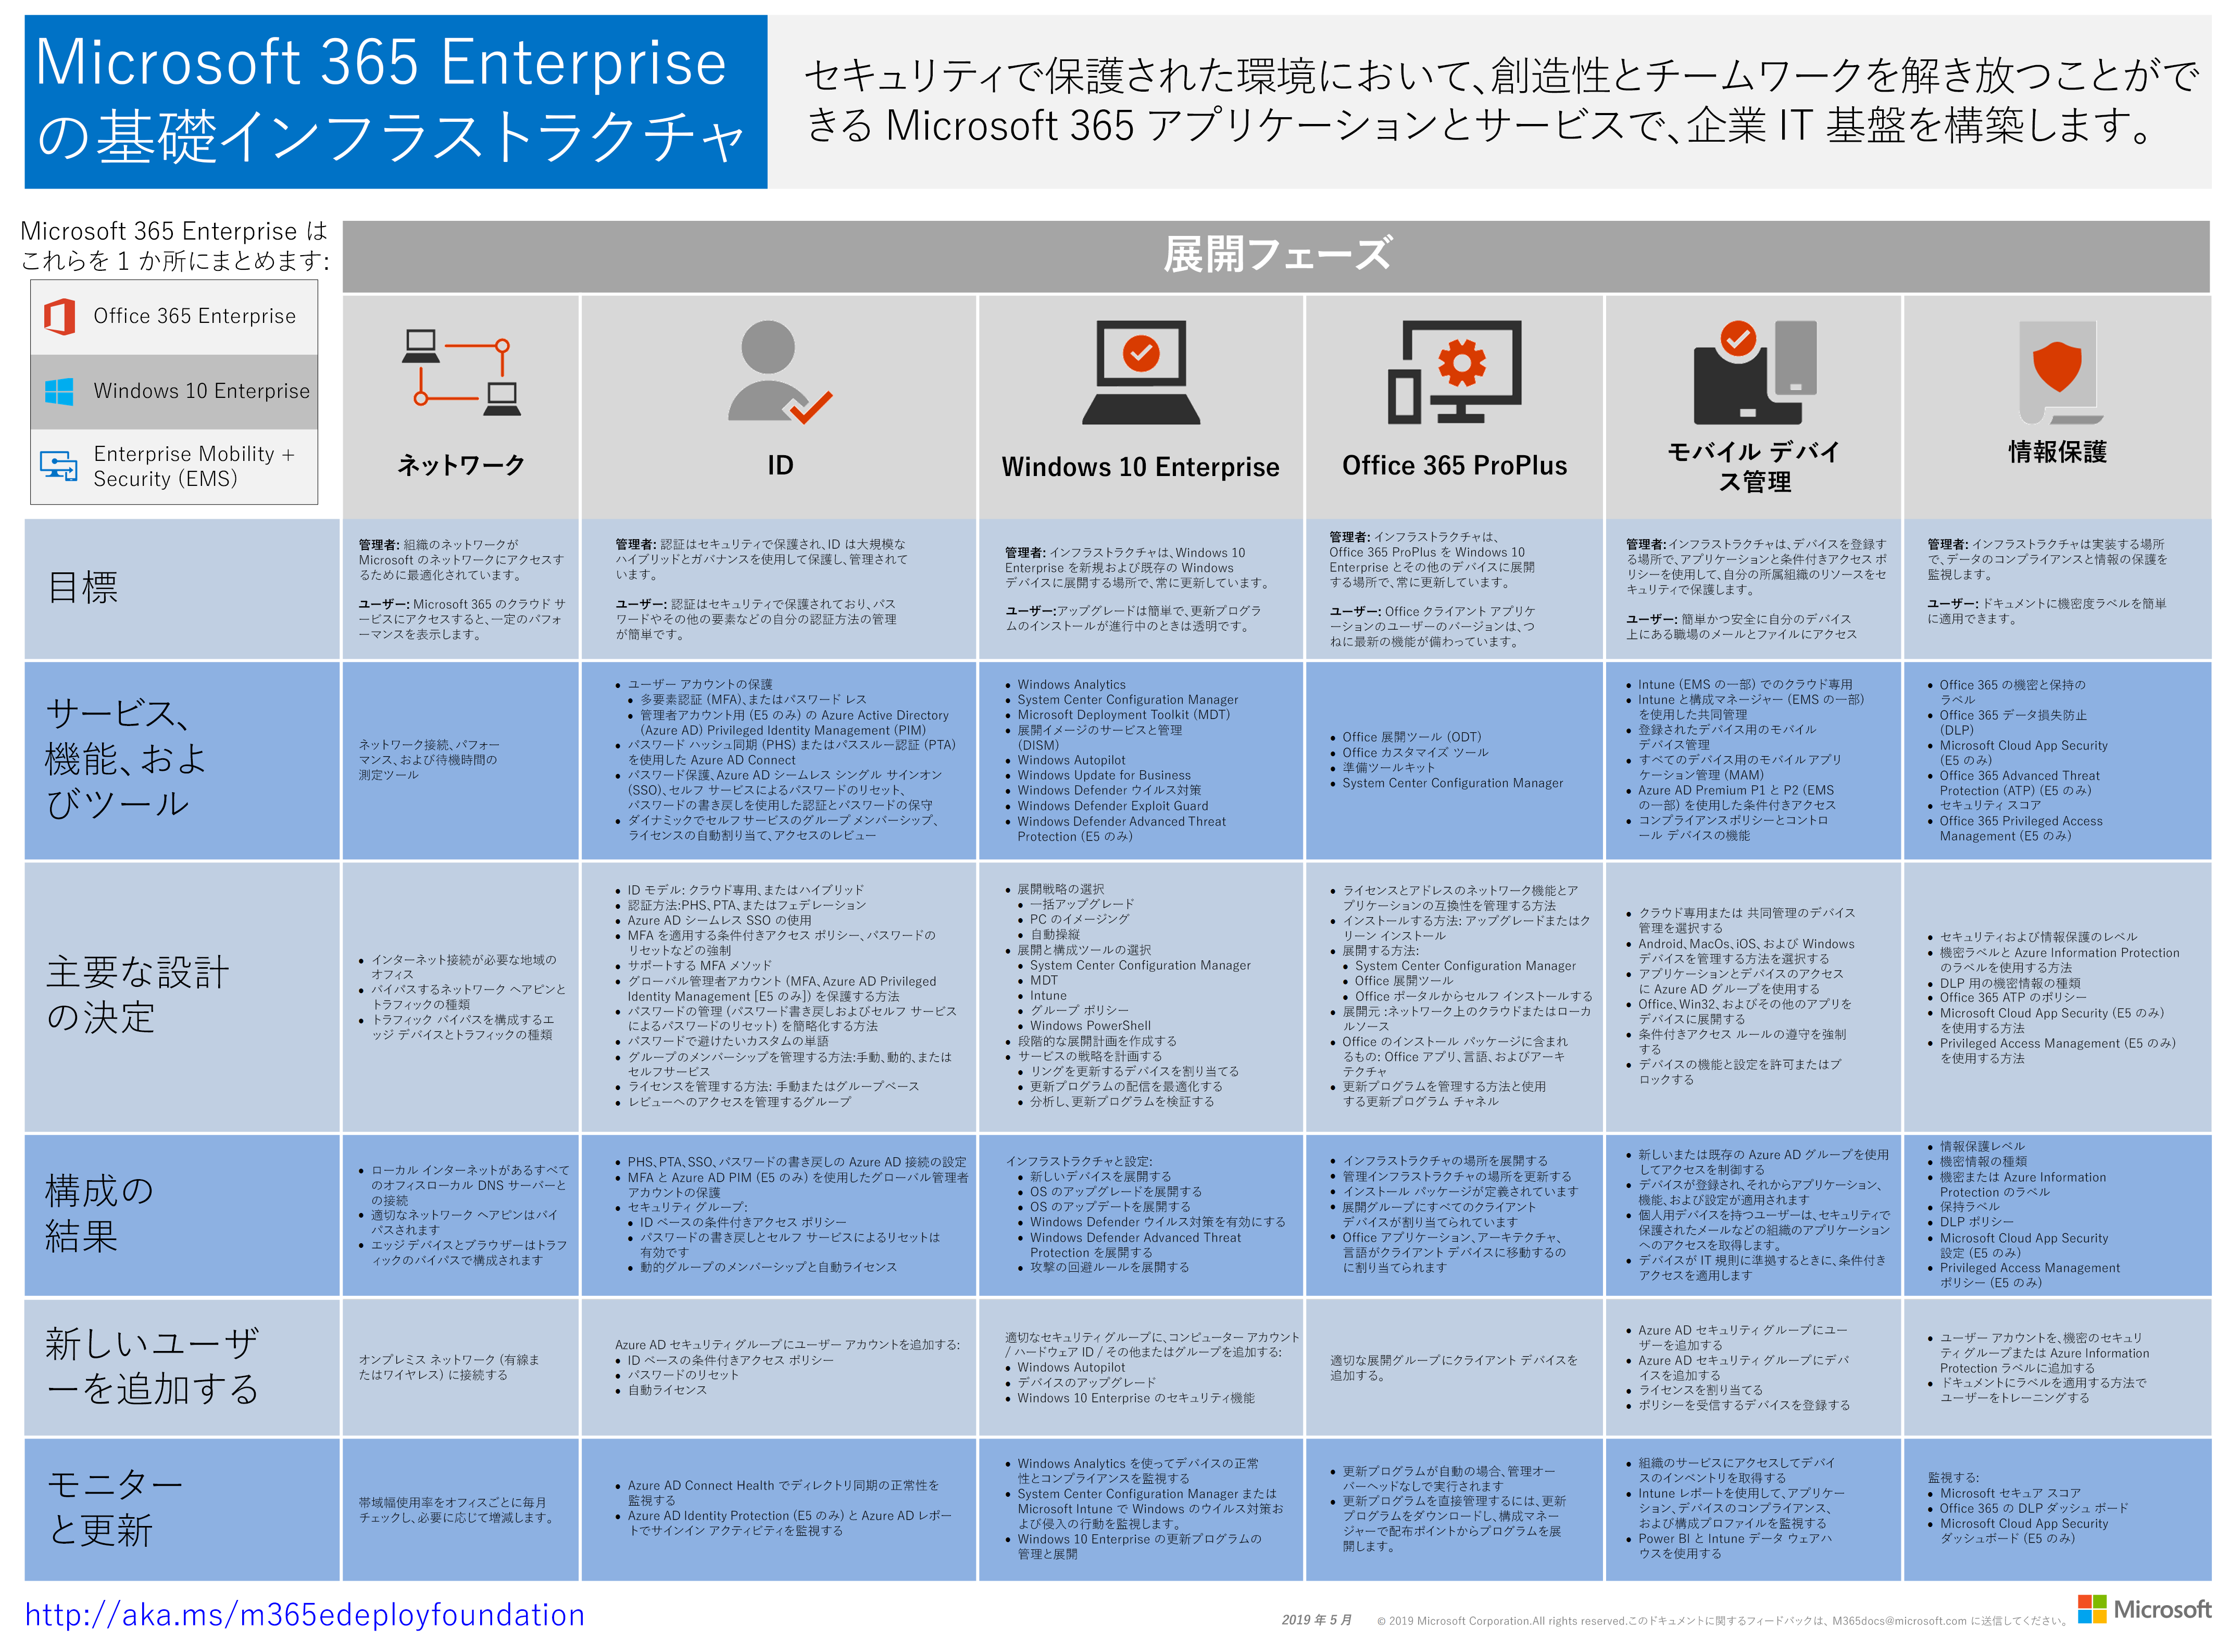 Microsoft 365 Enterprise
の基礎インフラストラクチャ
セキュリティで保護された環境において、創造性とチームワークを解き放つことがで
きる Microsoft 365 アプリケーションとサービスで、企業 IT 基盤を構築します。
Microsoft 365 Enterprise は
これらを 1 か所にまとめます:
Office 365 Enterprise
Windows 10 Enterprise
Enterprise Mobility +
Security (EMS)
展開フェーズ
ネットワーク
ID
Windows 10 Enterprise
Office 365 ProPlus
モバイル デバイ
ス管理
情報保護
目標
管理者: 組織のネットワークが
Microsoft のネットワークにアクセスす
るために最適化されています。
ユーザー: Microsoft 365 のクラウド サ
ービスにアクセスすると、一定のパフォ
ーマンスを表示します。
管理者: 認証はセキュリティで保護され、ID は大規模な
ハイブリッドとガバナンスを使用して保護し、管理されて
います。
ユーザー: 認証はセキュリティで保護されており、パス
ワードやその他の要素などの自分の認証方法の管理
が簡単です。
管理者: インフラストラクチャは、Windows 10
Enterprise を新規および既存の Windows
デバイスに展開する場所で、常に更新しています。
ユーザー:アップグレードは簡単で、更新プログラ
ムのインストールが進行中のときは透明です。
管理者: インフラストラクチャは、
Office 365 ProPlus を Windows 10
Enterprise とその他のデバイスに展開
する場所で、常に更新しています。
ユーザー: Office クライアント アプリケ
ーションのユーザーのバージョンは、つ
ねに最新の機能が備わっています。
管理者:インフラストラクチャは、デバイスを登録す
る場所で、アプリケーションと条件付きアクセス ポ
リシーを使用して、自分の所属組織のリソースをセ
キュリティで保護します。
ユーザー: 簡単かつ安全に自分のデバイス
上にある職場のメールとファイルにアクセス
管理者: インフラストラクチャは実装する場所
で、データのコンプライアンスと情報の保護を
監視します。
ユーザー: ドキュメントに機密度ラベルを簡単
に適用できます。
サービス、
機能、およ
びツール
ネットワーク接続、パフォー
マンス、および待機時間の
測定ツール
• ユーザー アカウントの保護
• 多要素認証 (MFA)、またはパスワード レス
• 管理者アカウント用 (E5 のみ) の Azure Active Directory
(Azure AD) Privileged Identity Management (PIM)
• パスワード ハッシュ同期 (PHS) またはパススルー認証 (PTA)
を使用した Azure AD Connect
• パスワード保護、Azure AD シームレス シングル サインオン
(SSO)、セルフ サービスによるパスワードのリセット、
パスワードの書き戻しを使用した認証とパスワードの保守
• ダイナミックでセルフサービスのグループ メンバーシップ、
ライセンスの自動割り当て、アクセスのレビュー
• Windows Analytics
• System Center Configuration Manager
• Microsoft Deployment Toolkit (MDT)
• 展開イメージのサービスと管理
(DISM)
• Windows Autopilot
• Windows Update for Business
• Windows Defender ウイルス対策
• Windows Defender Exploit Guard
• Windows Defender Advanced Threat
Protection (E5 のみ)
• Office 展開ツール (ODT)
• Office カスタマイズ ツール
• 準備ツールキット
• System Center Configuration Manager
• Intune (EMS の一部) でのクラウド専用
• Intune と構成マネージャー (EMS の一部)
を使用した共同管理
• 登録されたデバイス用のモバイル
デバイス管理
• すべてのデバイス用のモバイル アプリ
ケーション管理 (MAM)
• Azure AD Premium P1 と P2 (EMS
の一部) を使用した条件付きアクセス
• コンプライアンスポリシーとコントロ
ール デバイスの機能
• Office 365 の機密と保持の
ラベル
• Office 365 データ損失防止
(DLP)
• Microsoft Cloud App Security
(E5 のみ)
• Office 365 Advanced Threat
Protection (ATP) (E5 のみ)
• セキュリティ スコア
• Office 365 Privileged Access
Management (E5 のみ)
主要な設計
の決定
• インターネット接続が必要な地域の
オフィス
• バイパスするネットワーク ヘアピンと
トラフィックの種類
• トラフィック バイパスを構成するエ
ッジ デバイスとトラフィックの種類
• ID モデル: クラウド専用、またはハイブリッド
• 認証方法:PHS、PTA、またはフェデレーション
• Azure AD シームレス SSO の使用
• MFA を適用する条件付きアクセス ポリシー、パスワードの
リセットなどの強制
• サポートする MFA メソッド
• グローバル管理者アカウント (MFA、Azure AD Privileged
Identity Management [E5 のみ]) を保護する方法
• パスワードの管理 (パスワード書き戻しおよびセルフ サービス
によるパスワードのリセット) を簡略化する方法
• パスワードで避けたいカスタムの単語
• グループのメンバーシップを管理する方法:手動、動的、または
セルフサービス
• ライセンスを管理する方法: 手動またはグループベース
• レビューへのアクセスを管理するグループ
• 展開戦略の選択
• 一括アップグレード
• PC のイメージング
• 自動操縦
• 展開と構成ツールの選択
• System Center Configuration Manager
• MDT
• Intune
• グループ ポリシー
• Windows PowerShell
• 段階的な展開計画を作成する
• サービスの戦略を計画する
• リングを更新するデバイスを割り当てる
• 更新プログラムの配信を最適化する
• 分析し、更新プログラムを検証する
• ライセンスとアドレスのネットワーク機能とア
プリケーションの互換性を管理する方法
• インストールする方法: アップグレードまたはク
リーン インストール
• 展開する方法:
• System Center Configuration Manager
• Office 展開ツール
• Office ポータルからセルフ インストールする
• 展開元:ネットワーク上のクラウドまたはローカ
ルソース
• Office のインストール パッケージに含まれ
るもの: Office アプリ、言語、およびアーキ
テクチャ
• 更新プログラムを管理する方法と使用
する更新プログラム チャネル
• クラウド専用または 共同管理のデバイス
管理を選択する
• Android、MacOs、iOS、および Windows
デバイスを管理する方法を選択する
• アプリケーションとデバイスのアクセス
に Azure AD グループを使用する
• Office、Win32、およびその他のアプリを
デバイスに展開する
• 条件付きアクセス ルールの遵守を強制
する
• デバイスの機能と設定を許可またはブ
ロックする
• セキュリティおよび情報保護のレベル
• 機密ラベルと Azure Information Protection
のラベルを使用する方法
• DLP 用の機密情報の種類
• Office 365 ATP のポリシー
• Microsoft Cloud App Security (E5 のみ)
を使用する方法
• Privileged Access Management (E5 のみ)
を使用する方法
構成の
結果
• ローカル インターネットがあるすべて
のオフィスローカル DNS サーバーと
の接続
• 適切なネットワーク ヘアピンはバイ
パスされます
• エッジ デバイスとブラウザーはトラフ
ィックのバイパスで構成されます
• PHS、PTA、SSO、パスワードの書き戻しの Azure AD 接続の設定
• MFA と Azure AD PIM (E5 のみ) を使用したグローバル管理者
アカウントの保護
• セキュリティ グループ:
• ID ベースの条件付きアクセス ポリシー
• パスワードの書き戻しとセルフ サービスによるリセットは
有効です
• 動的グループのメンバーシップと自動ライセンス
インフラストラクチャと設定:
• 新しいデバイスを展開する
• OS のアップグレードを展開する
• OS のアップデートを展開する
• Windows Defender ウイルス対策を有効にする
• Windows Defender Advanced Threat
Protection を展開する
• 攻撃の回避ルールを展開する
• インフラストラクチャの場所を展開する
• 管理インフラストラクチャの場所を更新する
• インストール パッケージが定義されています
• 展開グループにすべてのクライアント
デバイスが割り当てられています
• Office アプリケーション、アーキテクチャ、
言語がクライアント デバイスに移動するの
に割り当てられます
• 新しいまたは既存の Azure AD グループを使用
してアクセスを制御する
• デバイスが登録され、それからアプリケーション、
機能、および設定が適用されます
• 個人用デバイスを持つユーザーは、セキュリティで
保護されたメールなどの組織のアプリケーション
へのアクセスを取得します。
• デバイスが IT 規則に準拠するときに、条件付き
アクセスを適用します
• 情報保護レベル
• 機密情報の種類
• 機密または Azure Information
Protection のラベル
• 保持ラベル
• DLP ポリシー
• Microsoft Cloud App Security
設定 (E5 のみ)
• Privileged Access Management
ポリシー (E5 のみ)
新しいユーザ
ーを追加する
オンプレミス ネットワーク (有線ま
たはワイヤレス) に接続する
Azure AD セキュリティ グループにユーザー アカウントを追加する:
• ID ベースの条件付きアクセス ポリシー
• パスワードのリセット
• 自動ライセンス
適切なセキュリティ グループに、コンピューター アカウント
/ ハードウェア ID / その他またはグループを追加する:
• Windows Autopilot
• デバイスのアップグレード
• Windows 10 Enterprise のセキュリティ機能
適切な展開グループにクライアント デバイスを
追加する。
• Azure AD セキュリティ グループにユー
ザーを追加する
• Azure AD セキュリティ グループにデバ
イスを追加する
• ライセンスを割り当てる
• ポリシーを受信するデバイスを登録する
• ユーザー アカウントを、機密のセキュリ
ティ グループまたは Azure Information
Protection ラベルに追加する
• ドキュメントにラベルを適用する方法で
ユーザーをトレーニングする
モニター
と更新
帯域幅使用率をオフィスごとに毎月
チェックし、必要に応じて増減します。
• Azure AD Connect Health でディレクトリ同期の正常性を
監視する
• Azure AD Identity Protection (E5 のみ) と Azure AD レポー
トでサインイン アクティビティを監視する
• Windows Analytics を使ってデバイスの正常
性とコンプライアンスを監視する
• System Center Configuration Manager または
Microsoft Intune で Windows のウイルス対策お
よび侵入の行動を監視します。
• Windows 10 Enterprise の更新プログラムの
管理と展開
• 更新プログラムが自動の場合、管理オー
バーヘッドなしで実行されます
• 更新プログラムを直接管理するには、更新
プログラムをダウンロードし、構成マネー
ジャーで配布ポイントからプログラムを展
開します。
• 組織のサービスにアクセスしてデバイ
スのインベントリを取得する
• Intune レポートを使用して、アプリケー
ション、デバイスのコンプライアンス、
および構成プロファイルを監視する
• Power BI と Intune データ ウェアハ
ウスを使用する
監視する:
• Microsoft セキュア スコア
• Office 365 の DLP ダッシュ ボード
• Microsoft Cloud App Security
ダッシュボード (E5 のみ)
http://aka.ms/m365edeployfoundation
2019 年 5 月
© 2019 Microsoft Corporation.All rights reserved.このドキュメントに関するフィードバックは、M365docs@microsoft.com に送信してください。
Microsoft